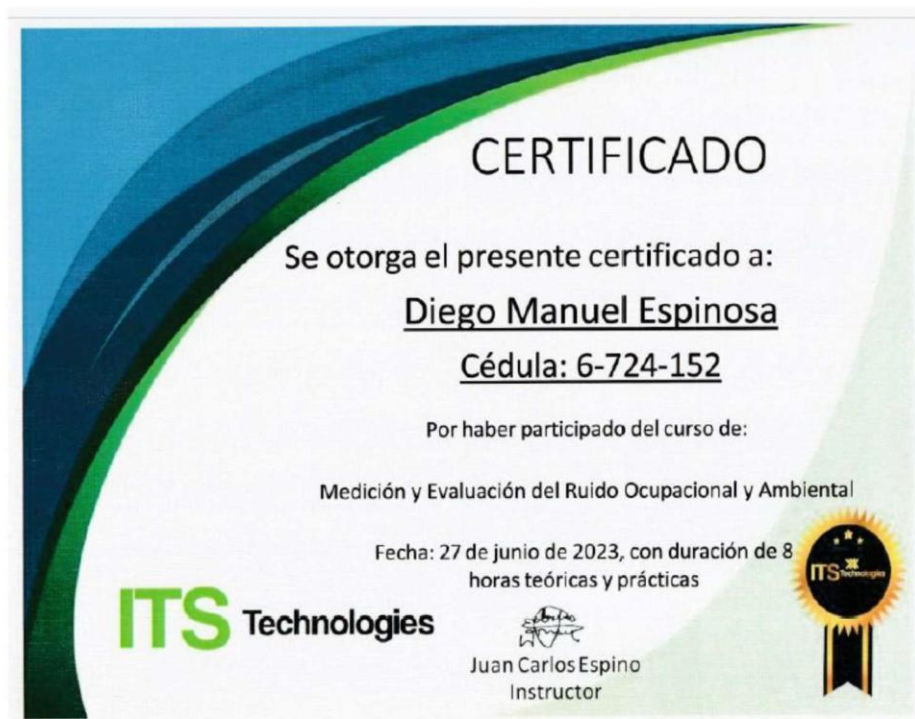 CERTIFICADO
Se otorga el presente certificado a:
Diego Manuel Espinosa
Cédula: 6-724-152
Por haber participado del curso de:
Medición y Evaluación del Ruido Ocupacional y Ambiental
Fecha: 27 de junio de 2023, con duración de 8
horas teóricas y prácticas
ITS Technologies
Juan Carlos Espino
Instructor
ITS Technologies